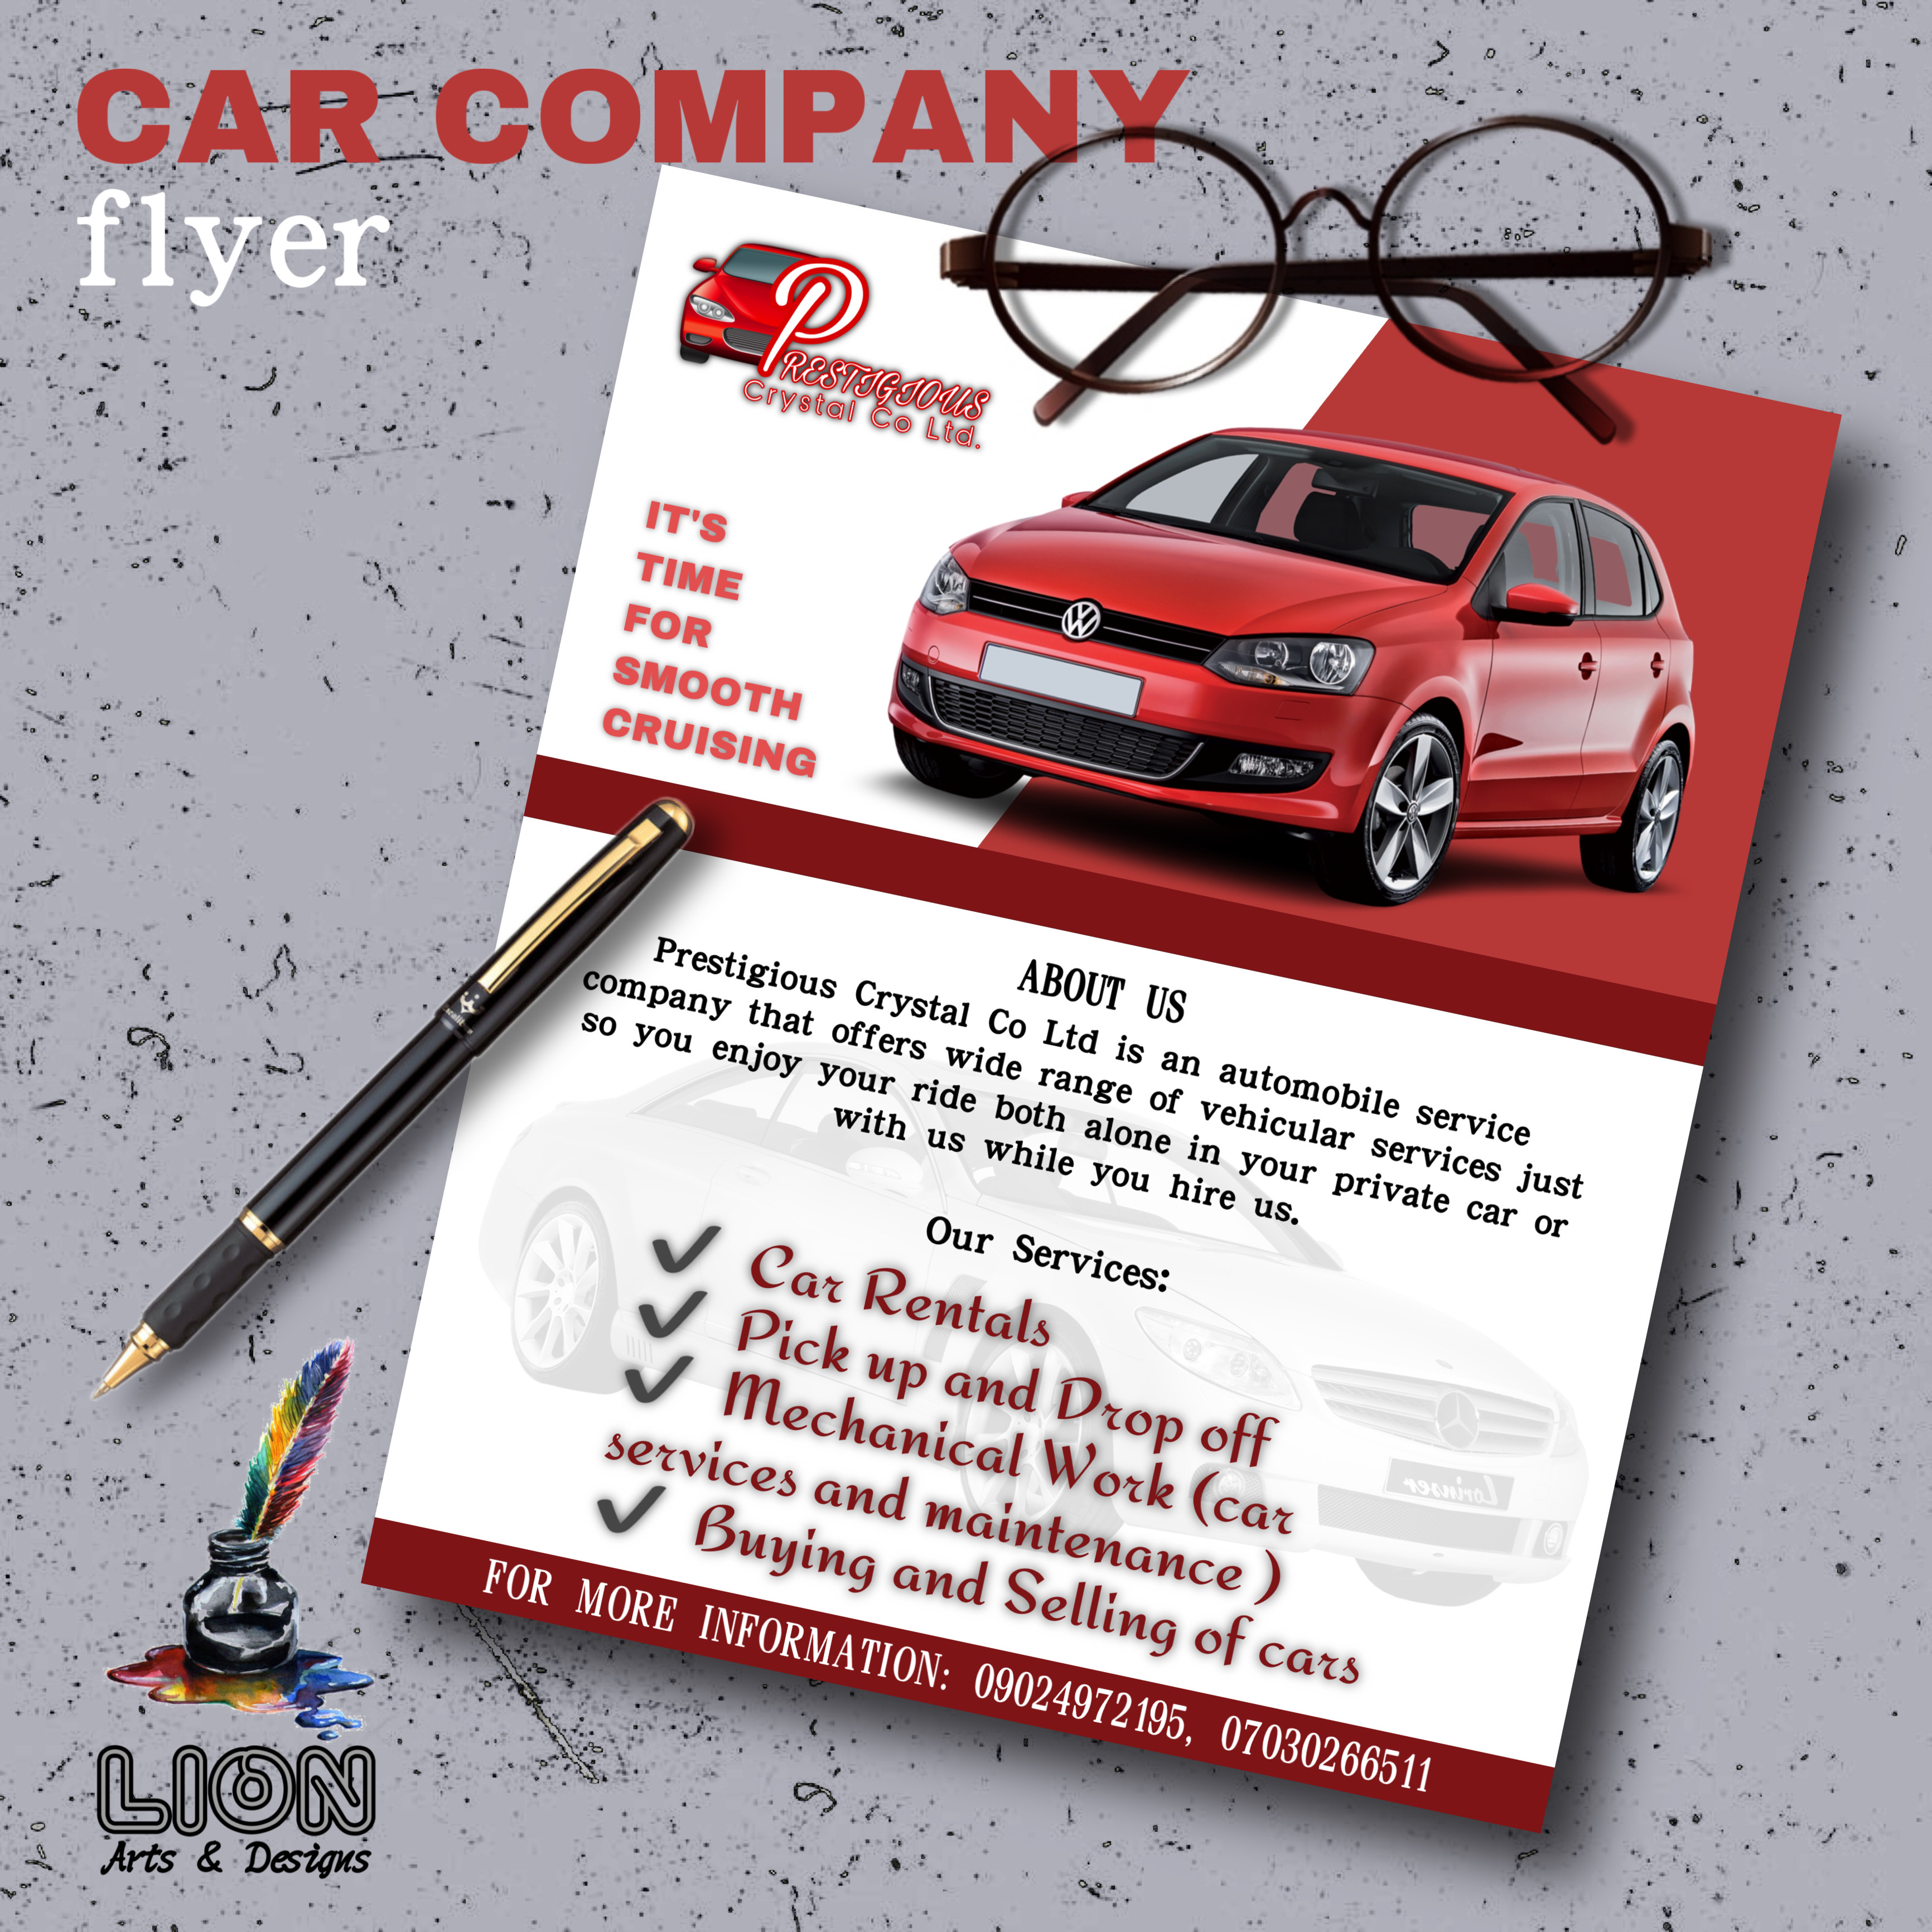 CAR COMPANY
flyer
PRESTIGIOUS
Crystal Co Ltd.
IT'S
TIME
FOR
SMOOTH
CRUISING
ABOUT US
Prestigious Crystal Co Ltd is an automobile service
company that offers wide range of vehicular services just
so you enjoy your ride both alone in your private car or
with us while you hire us.
Our Services:
✔ Car Rentals
✔ Pick up and Drop off
✔ Mechanical Work (car
services and maintenance )
✔ Buying and Selling of cars
Lorinser
FOR MORE INFORMATION: 09024972195, 07030266511
LION
Arts & Designs